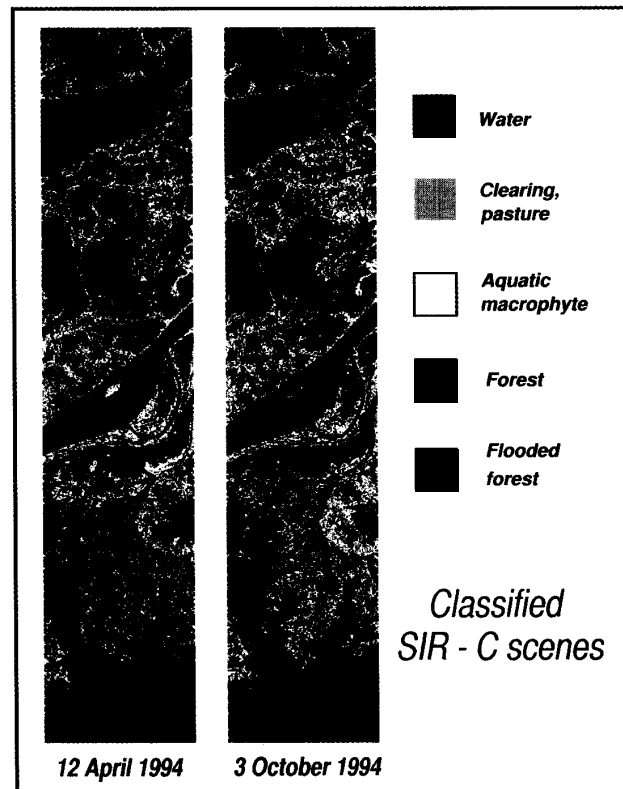 Water
Clearing,
pasture
Aquatic
macrophyte
Forest
Flooded
forest
Classified
SIR - C scenes
12 April 1994
3 October 1994